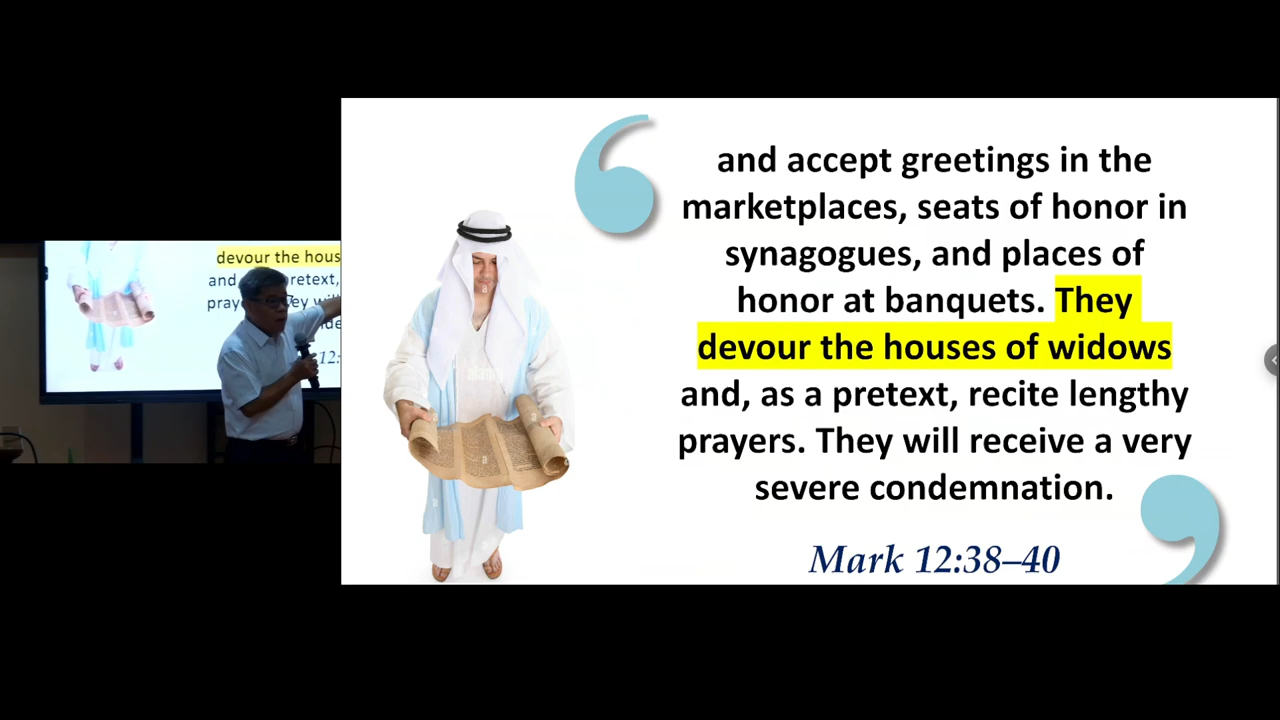 and accept greetings in the
marketplaces, seats of honor in
synagogues, and places of
honor at banquets. They
devour the houses of widows
and, as a pretext, recite lengthy
prayers. They will receive a very
severe condemnation.
Mark 12:38–40
devour the hous
and
pretext,
12:
alamy